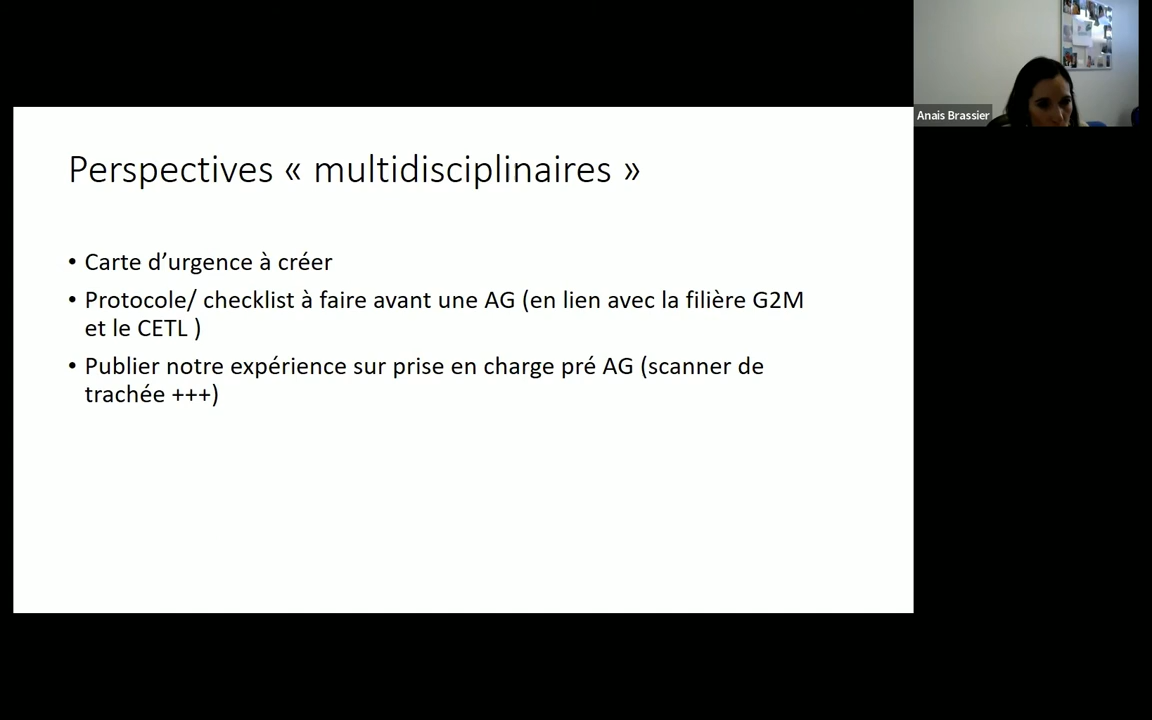 Anais Brassier
Perspectives « multidisciplinaires »
• Carte d’urgence à créer
• Protocole/ checklist à faire avant une AG (en lien avec la filière G2M
et le CETL )
• Publier notre expérience sur prise en charge pré AG (scanner de
trachée +++)